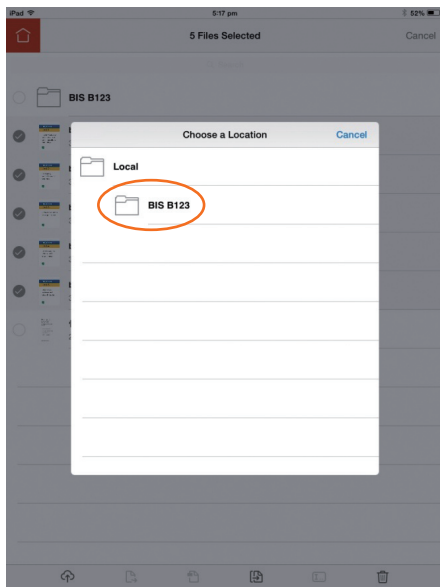 iPad 5:17 pm 52%
5 Files Selected Cancel
BIS B123
Choose a Location Cancel
Local
BIS B123